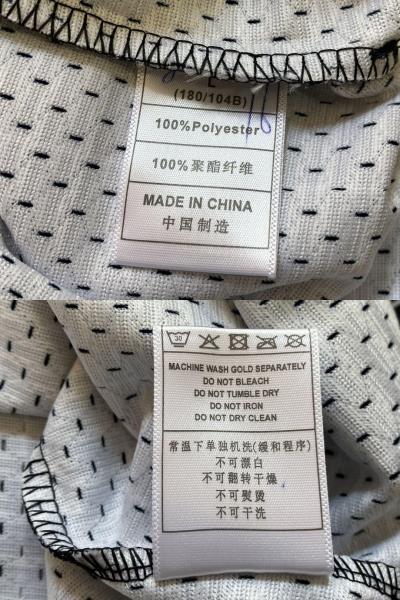 L
(180/104B)
100%Polyester
100%聚酯纤维
MADE IN CHINA
中国制造
30
MACHINE WASH GOLD SEPARATELY
DO NOT BLEACH
DO NOT TUMBLE DRY
DO NOT IRON
DO NOT DRY CLEAN
常温下单独机洗(缓和程序)
不可漂白
不可翻转干燥
不可熨烫
不可干洗